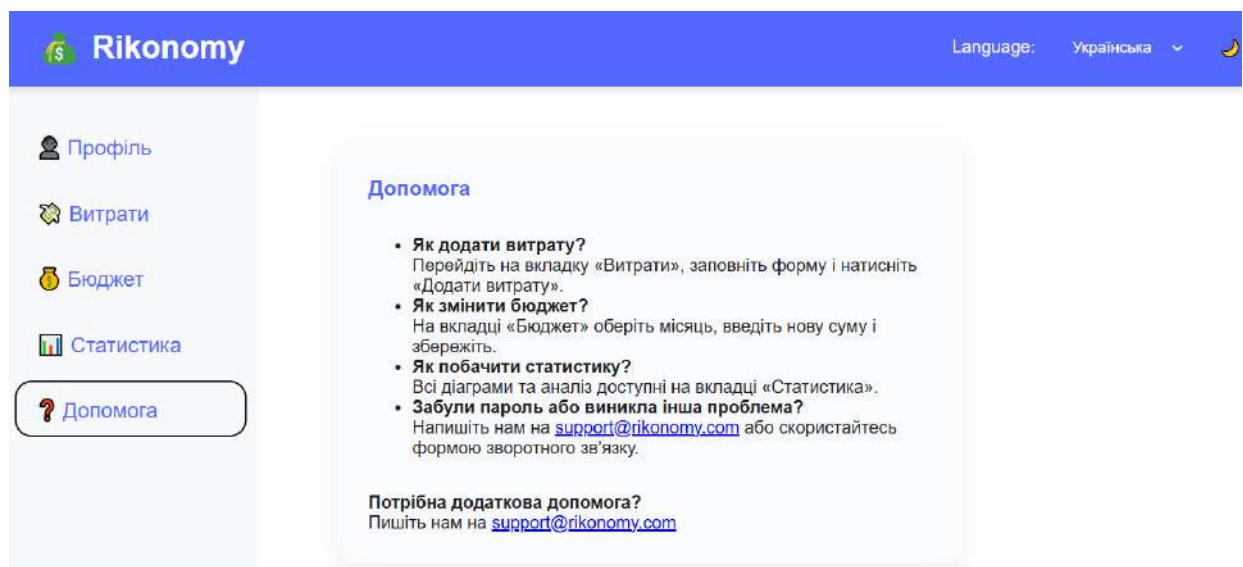 Rikonomy
Language: Українська
Профіль
Витрати
Бюджет
Статистика
Допомога
Допомога
• Як додати витрату?
Перейдіть на вкладку «Витрати», заповніть форму і натисніть
«Додати витрату».
• Як змінити бюджет?
На вкладці «Бюджет» оберіть місяць, введіть нову суму і
збережіть.
• Як побачити статистику?
Всі діаграми та аналіз доступні на вкладці «Статистика».
• Забули пароль або виникла інша проблема?
Напишіть нам на support@rikonomy.com або скористайтесь
формою зворотного зв'язку.
Потрібна додаткова допомога?
Пишіть нам на support@rikonomy.com